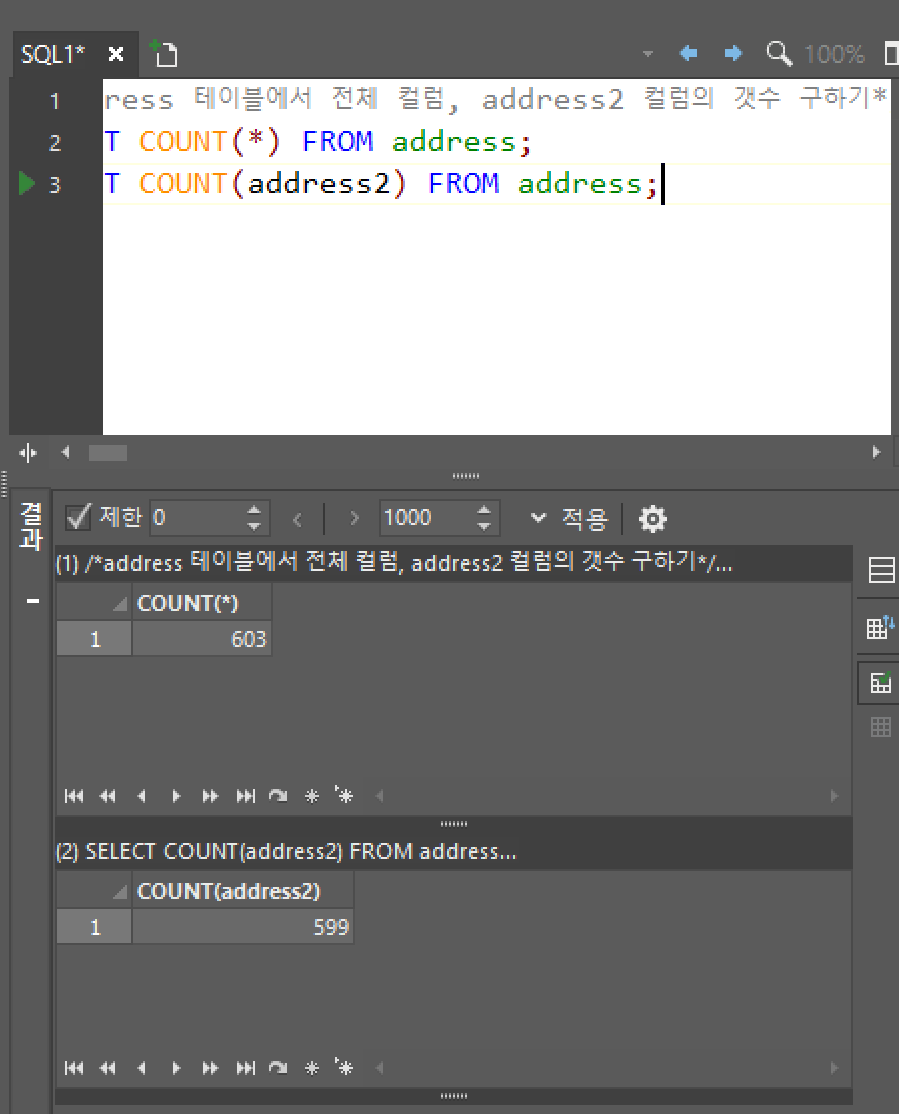 SQL1*
100%
1 ress 테이블에서 전체 컬럼, address2 컬럼의 갯수 구하기*
2 T COUNT(*) FROM address;
3 T COUNT(address2) FROM address;
결과
제한 0 1000 적용
(1) /*address 테이블에서 전체 컬럼, address2 컬럼의 갯수 구하기*/...
COUNT(*)
1 603
(2) SELECT COUNT(address2) FROM address...
COUNT(address2)
1 599